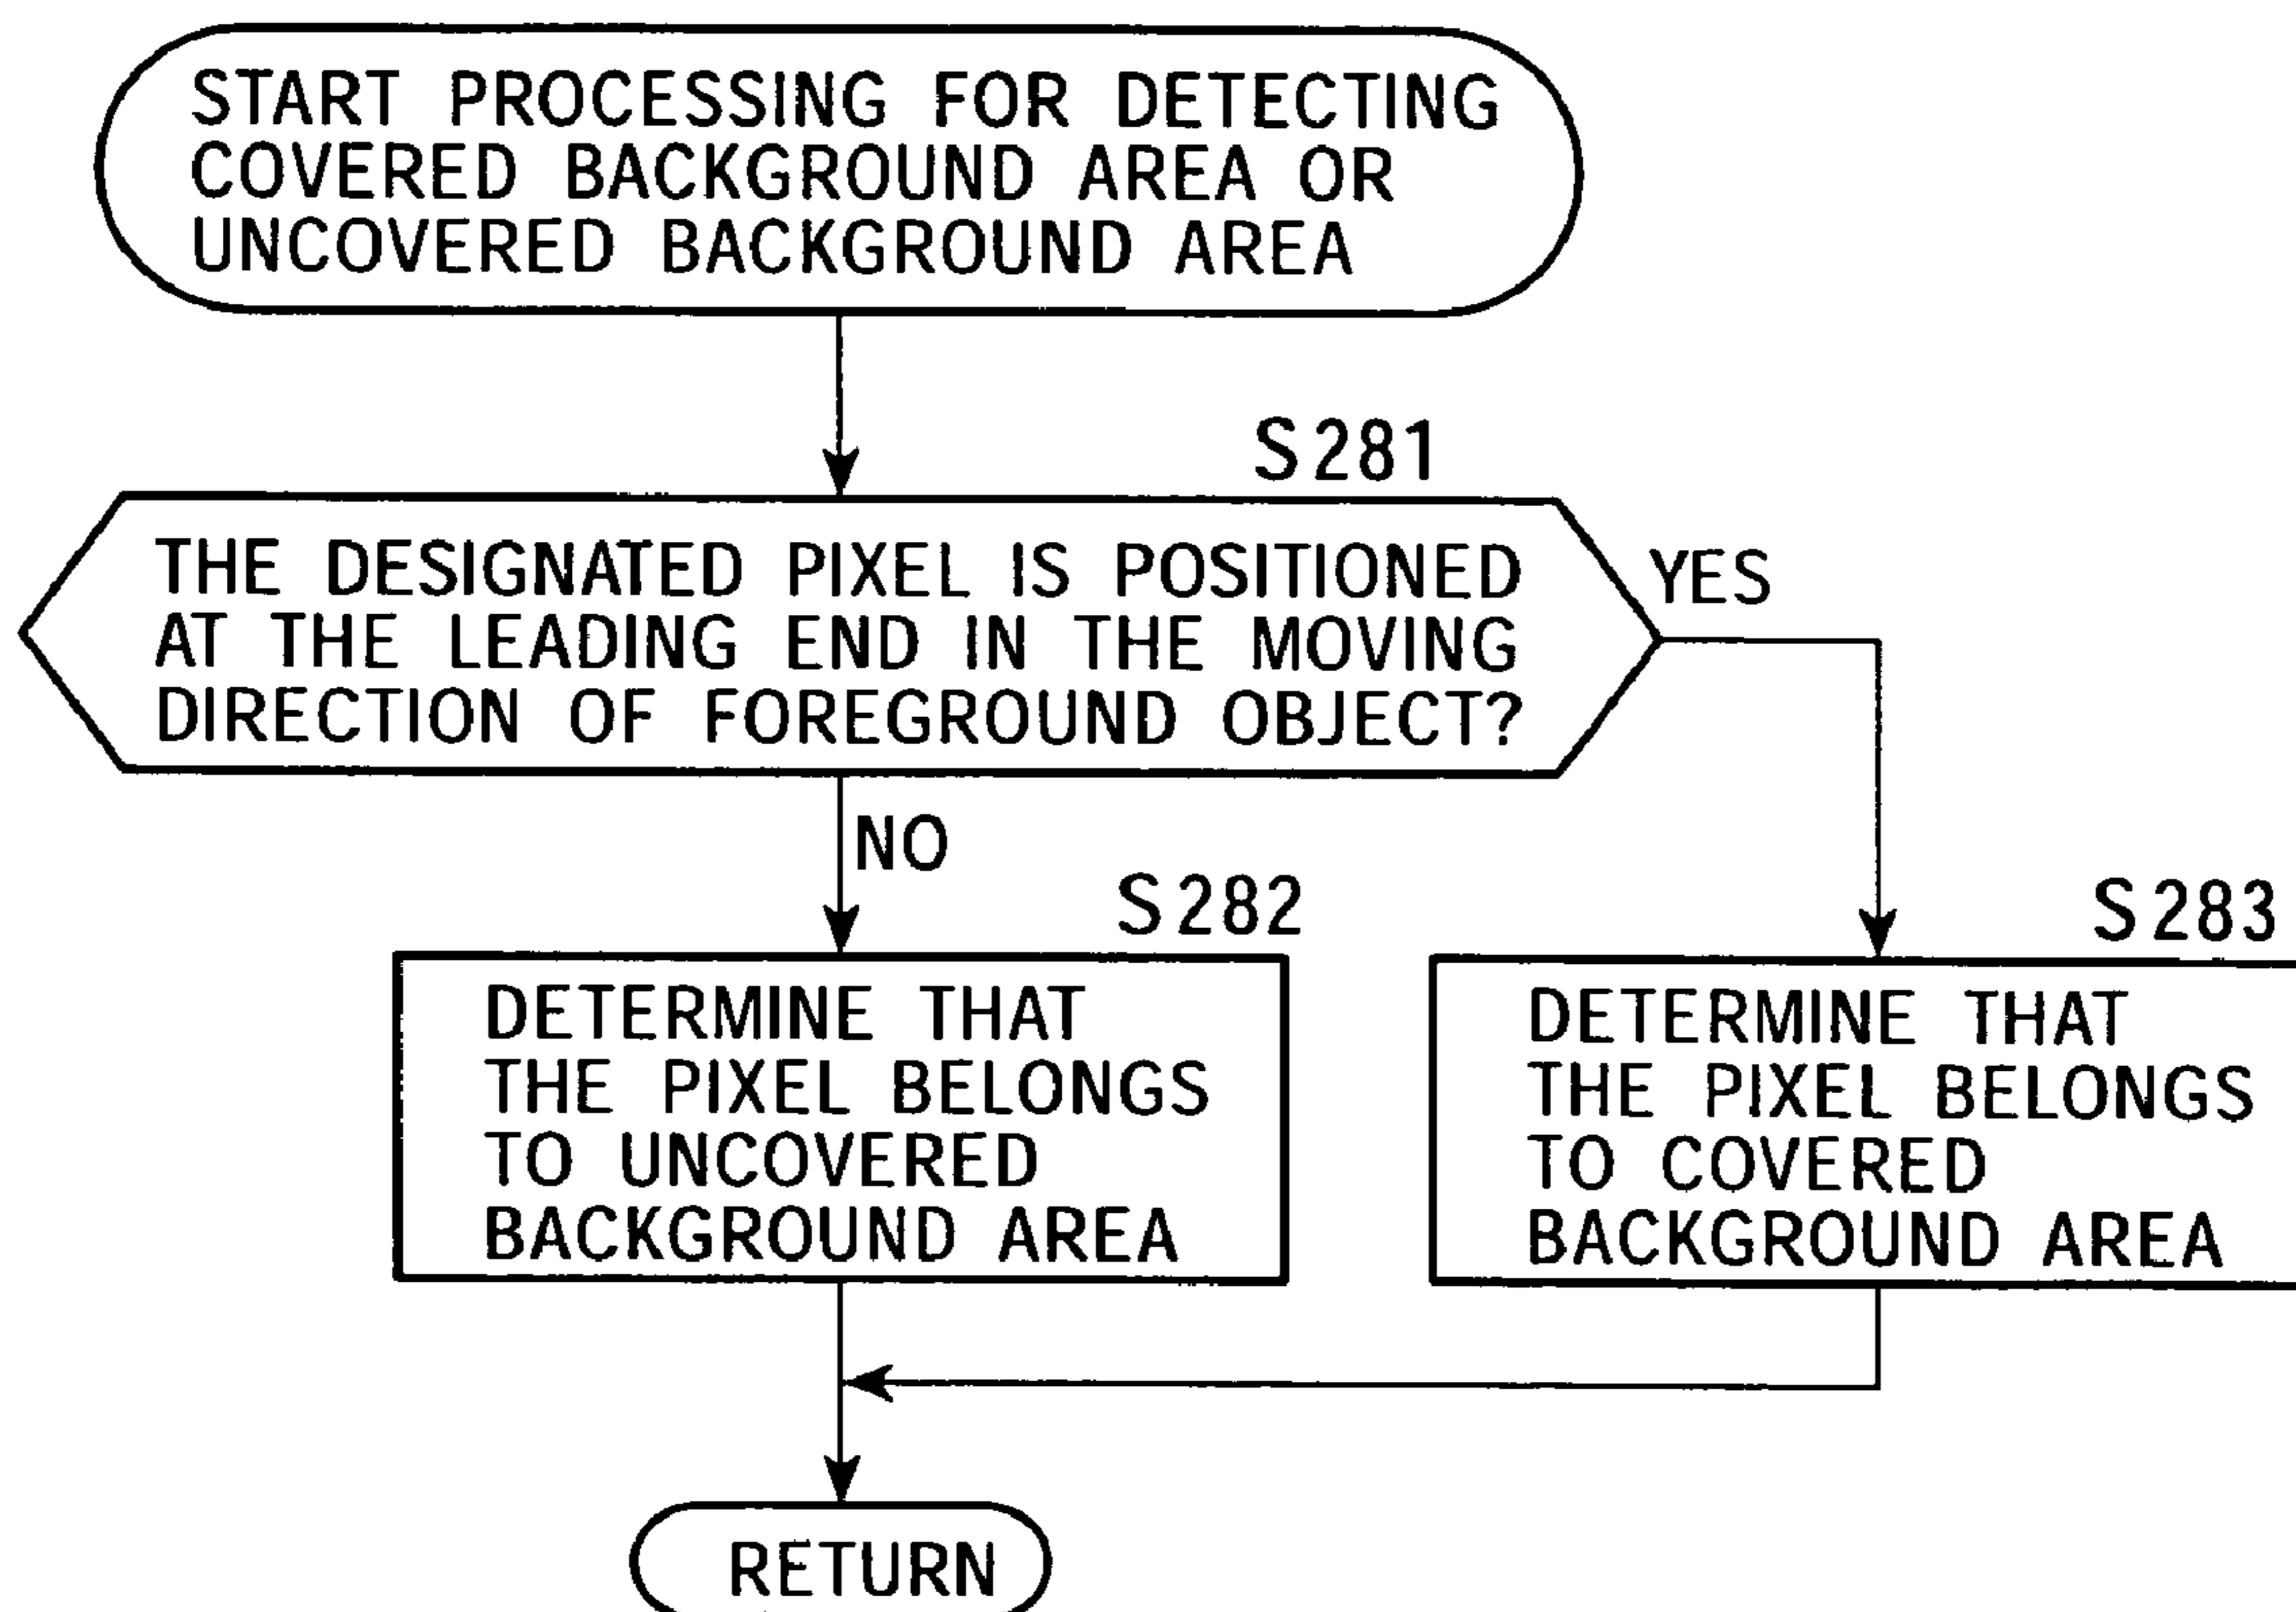 START PROCESSING FOR DETECTING
COVERED BACKGROUND AREA OR
UNCOVERED BACKGROUND AREA
S281
THE DESIGNATED PIXEL IS POSITIONED
AT THE LEADING END IN THE MOVING
DIRECTION OF FOREGROUND OBJECT?
YES
NO
S282
DETERMINE THAT
THE PIXEL BELONGS
TO UNCOVERED
BACKGROUND AREA
S283
DETERMINE THAT
THE PIXEL BELONGS
TO COVERED
BACKGROUND AREA
RETURN